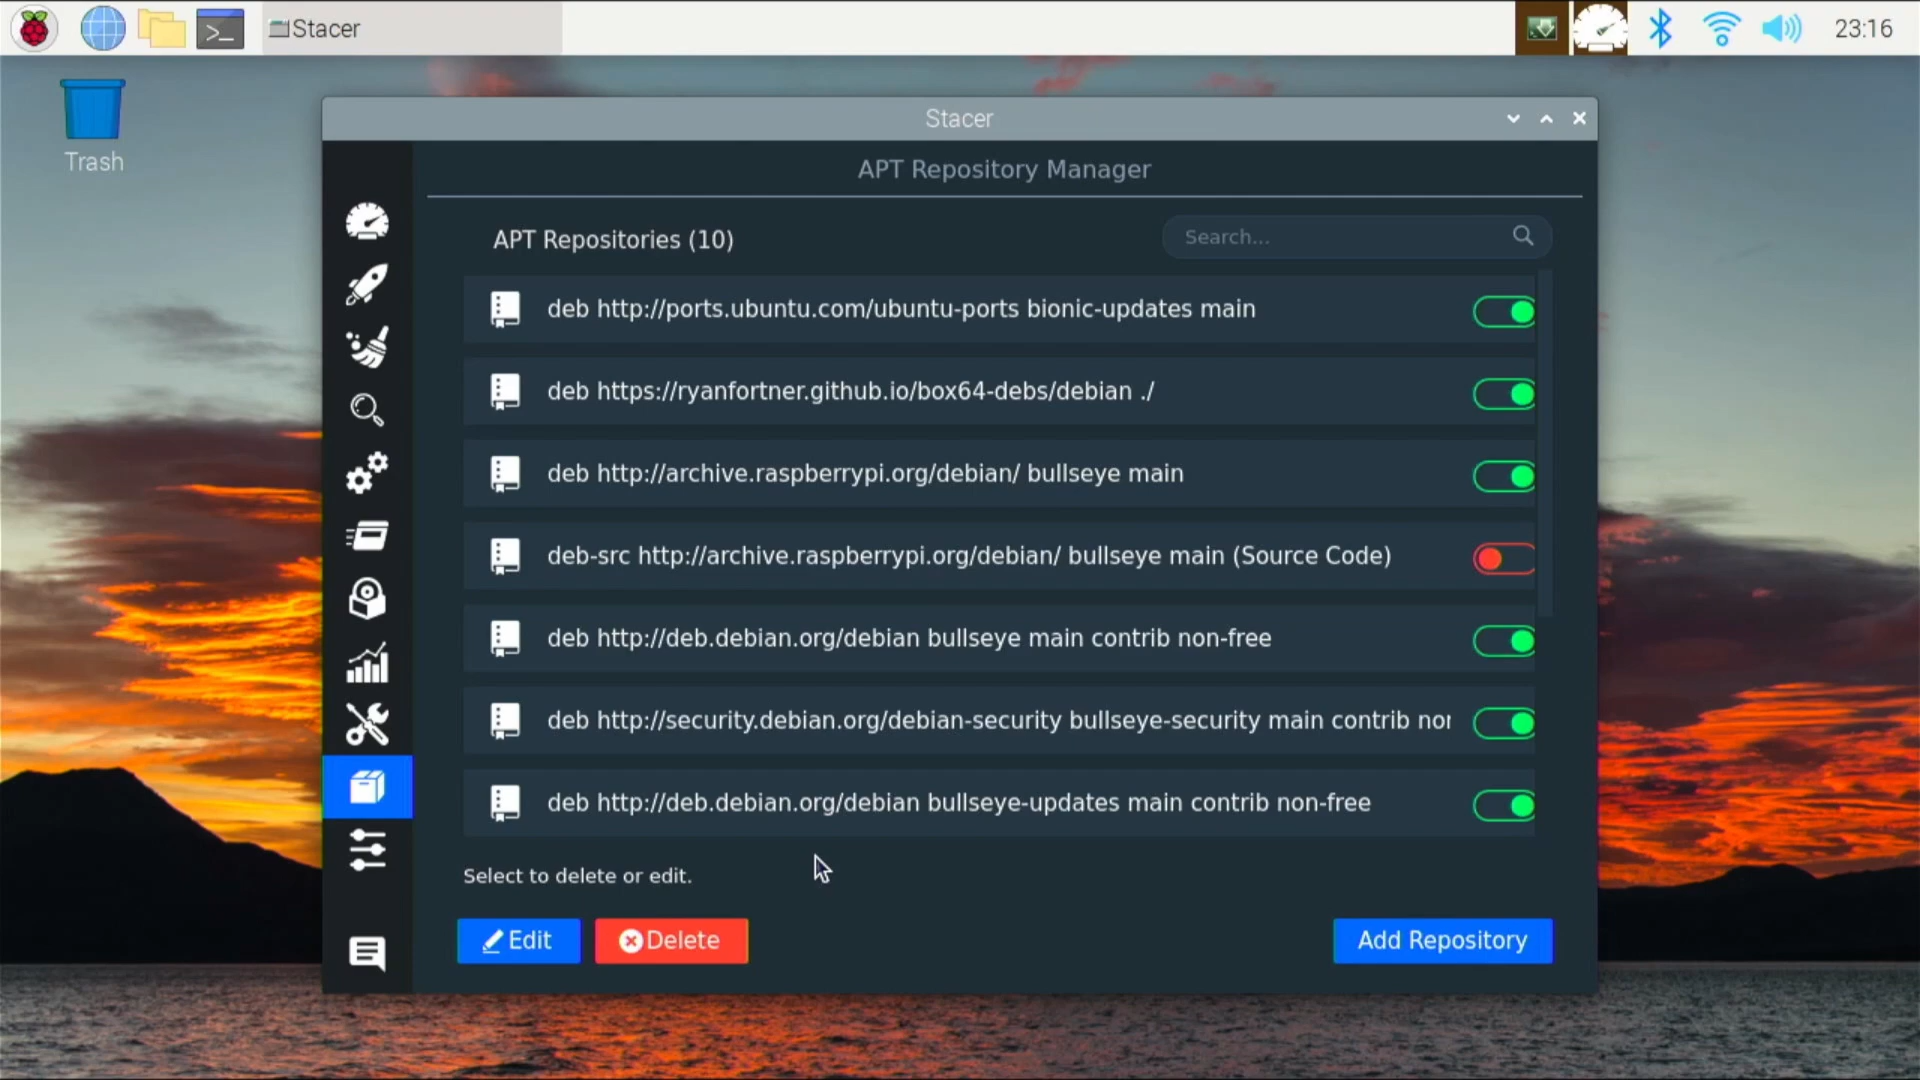 Stacer
23:16
Trash
Stacer
APT Repository Manager
APT Repositories (10)
Search...
deb http://ports.ubuntu.com/ubuntu-ports bionic-updates main
deb https://ryanfortner.github.io/box64-debs/debian ./
deb http://archive.raspberrypi.org/debian/ bullseye main
deb-src http://archive.raspberrypi.org/debian/ bullseye main (Source Code)
deb http://deb.debian.org/debian bullseye main contrib non-free
deb http://security.debian.org/debian-security bullseye-security main contrib nor
deb http://deb.debian.org/debian bullseye-updates main contrib non-free
Select to delete or edit.
Edit
Delete
Add Repository